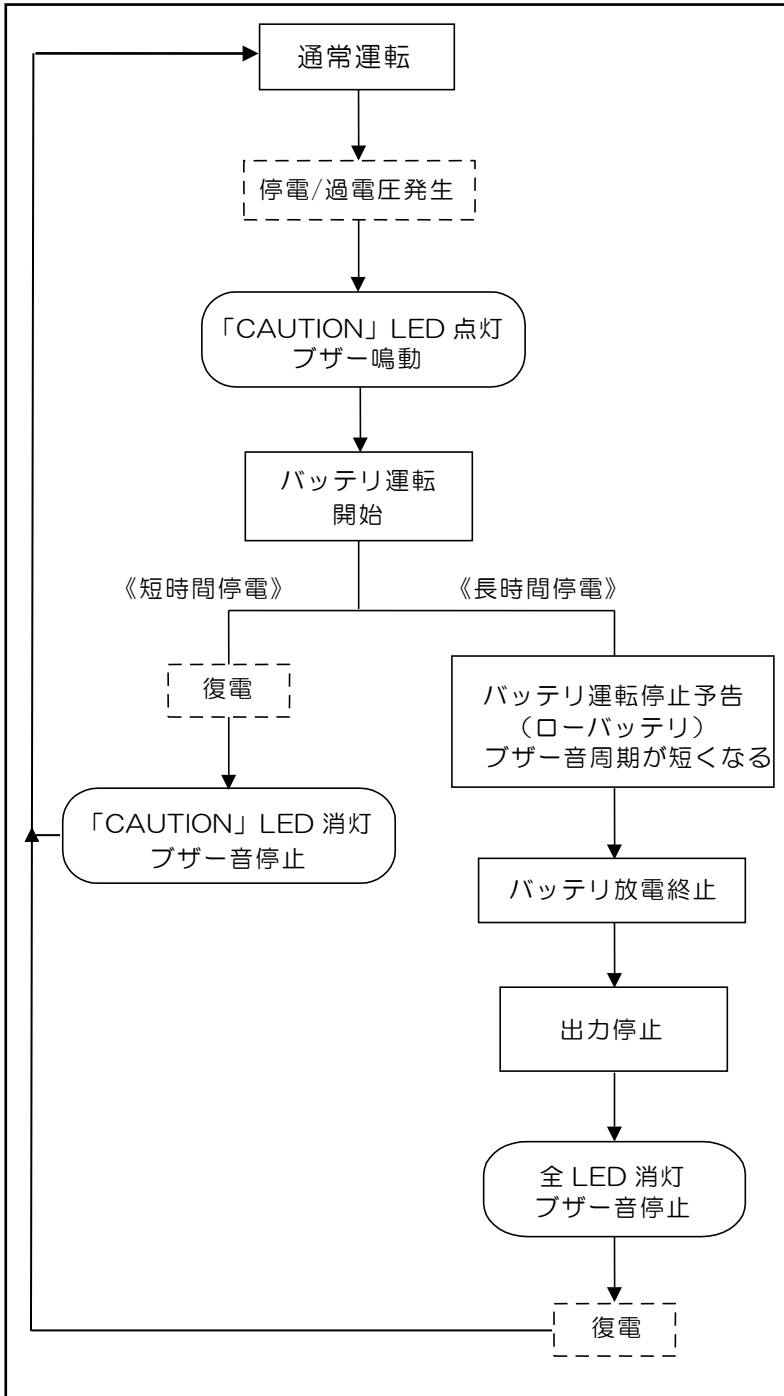 通常運転
停電/過電圧発生
「CAUTION」LED 点灯
ブザー鳴動
バッテリ運転
開始
《短時間停電》
《長時間停電》
復電
「CAUTION」LED 消灯
ブザー音停止
バッテリ運転停止予告
（ローバッテリ）
ブザー音周期が短くなる
バッテリ放電終止
出力停止
全 LED 消灯
ブザー音停止
復電